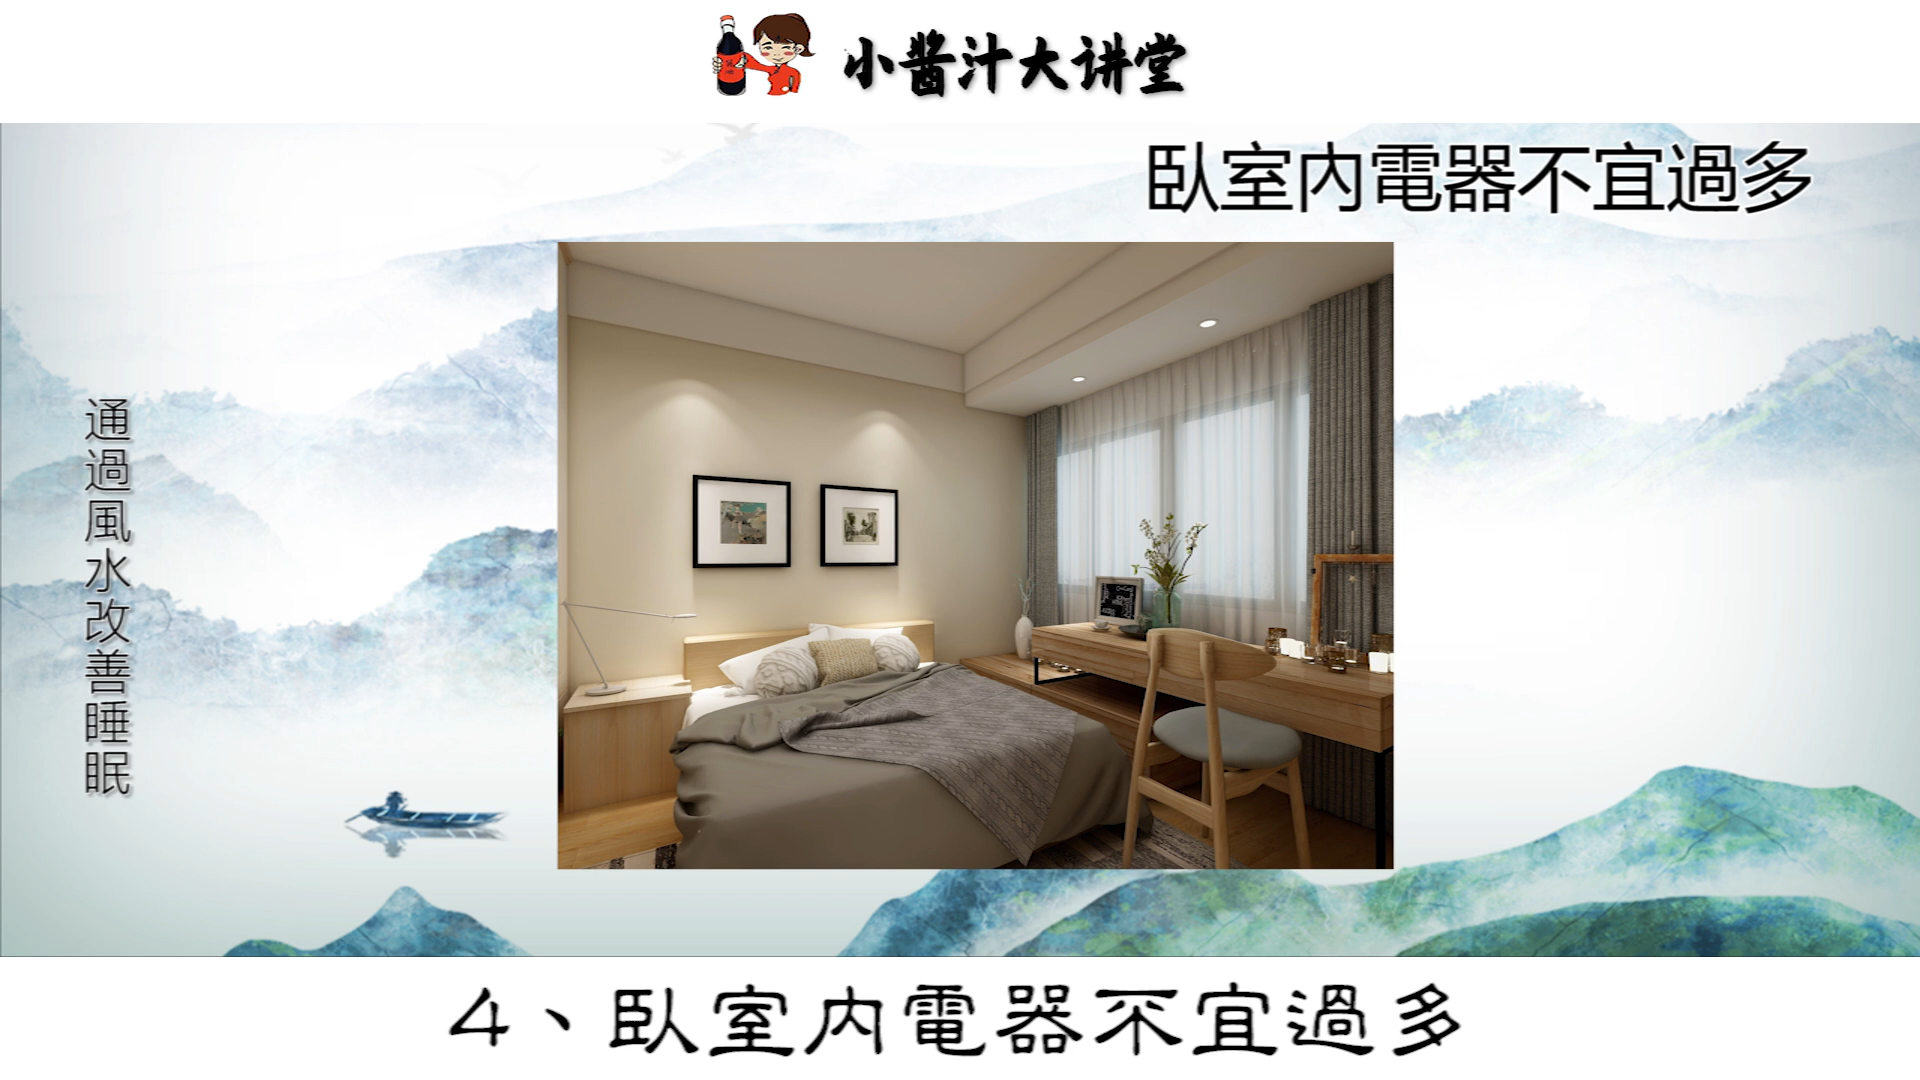 小酱汁大讲堂
臥室內電器不宜過多
通過風水改善睡眠
4、臥室內電器不宜過多